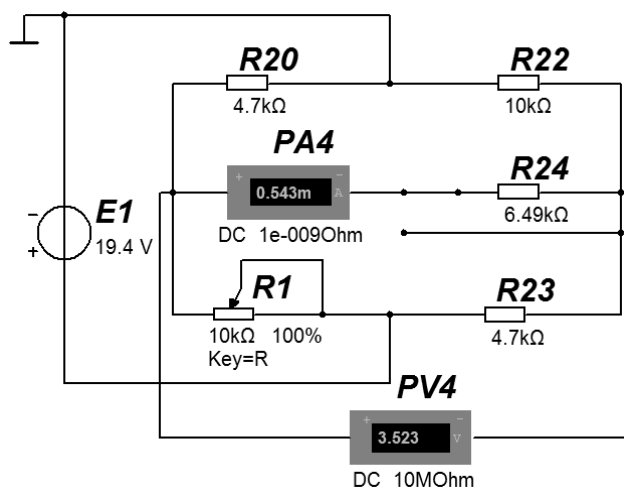 R20
4.7kΩ
R22
10kΩ
PA4
+
-
0.543m
A
DC 1e-009Ohm
R24
6.49kΩ
-
+
E1
19.4 V
R1
10kΩ
100%
Key=R
R23
4.7kΩ
PV4
+
-
3.523
V
DC 10MOhm